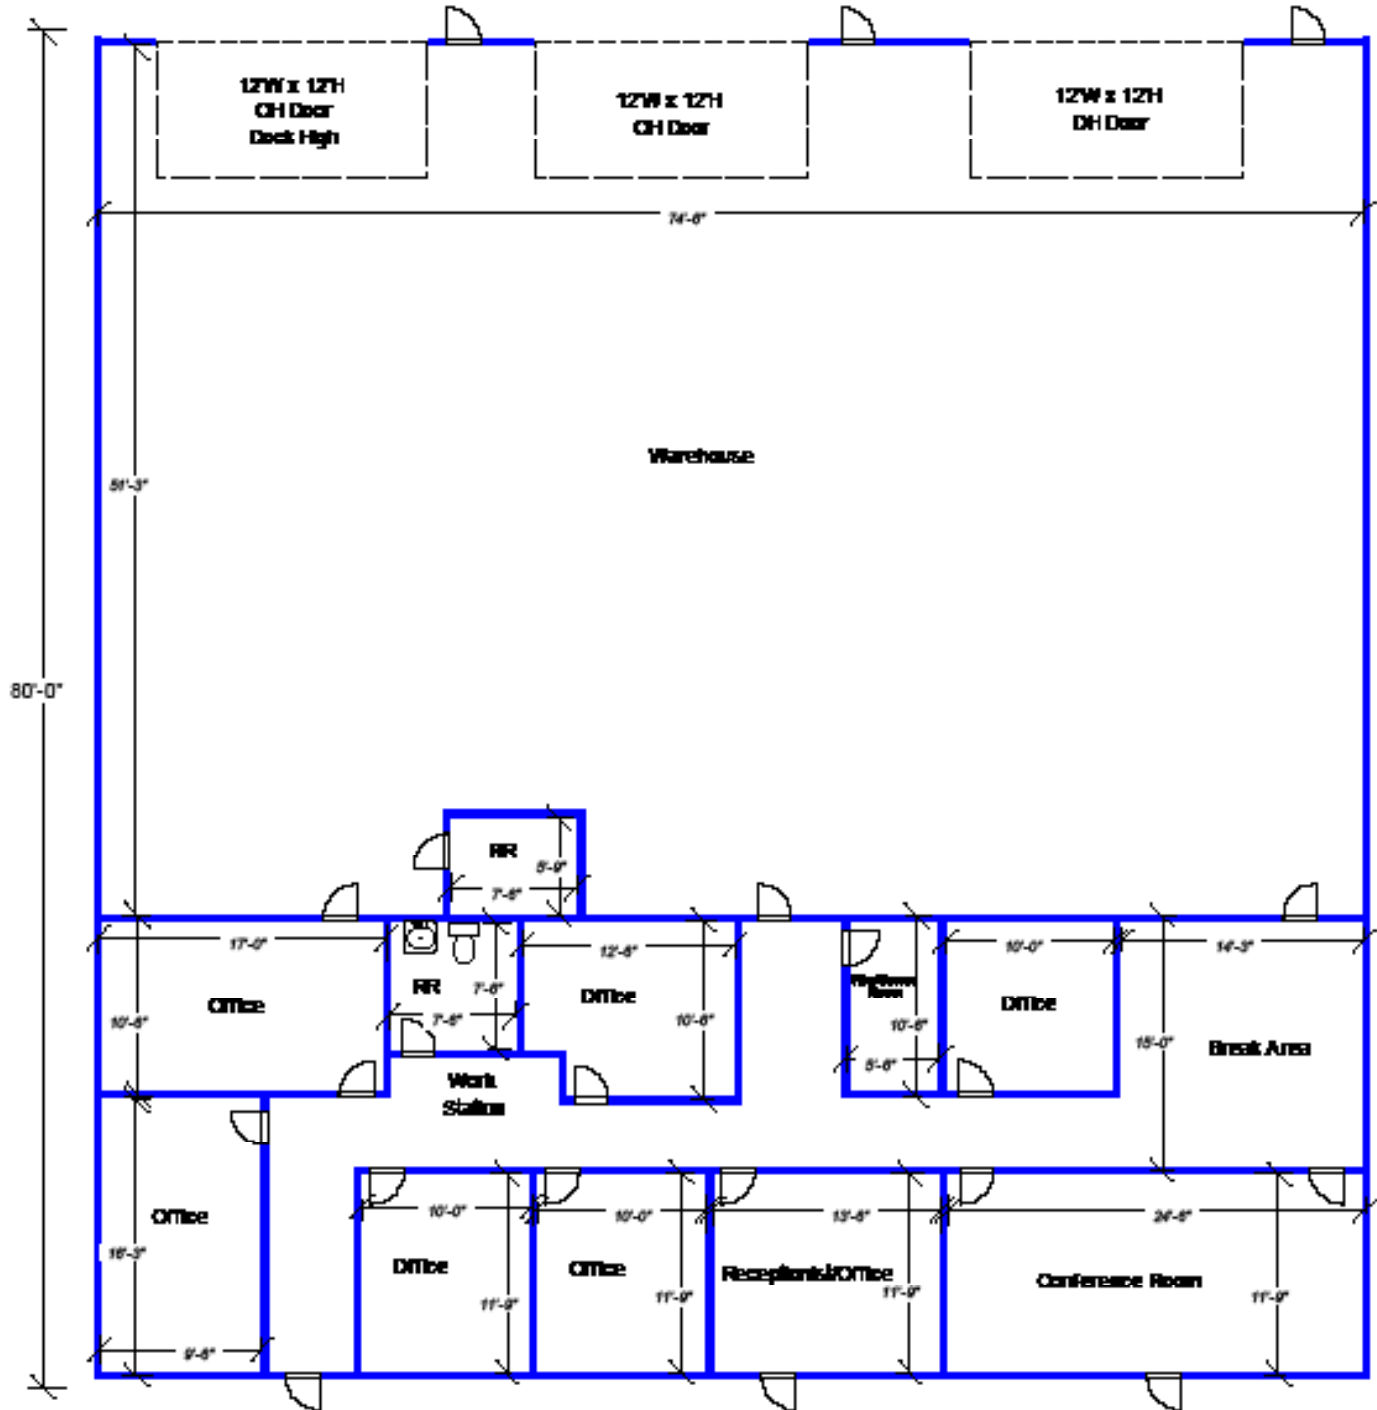 12'W x 12'H
OH Door
Dock High
12'W x 12'H
OH Door
12'W x 12'H
OH Door
74'-6"
Warehouse
51'-3"
80'-0"
RR
5'-9"
7'-6"
17'-0"
12'-6"
10'-0"
14'-3"
Office
10'-6"
RR
7'-6"
7'-6"
Office
10'-6"
Room
10'-6"
5'-6"
Office
15'-0"
Break Area
Work
Station
Office
16'-3"
9'-6"
10'-0"
Office
11'-9"
10'-0"
Office
11'-9"
13'-6"
Receptionist/Office
11'-9"
24'-6"
Conference Room
11'-9"